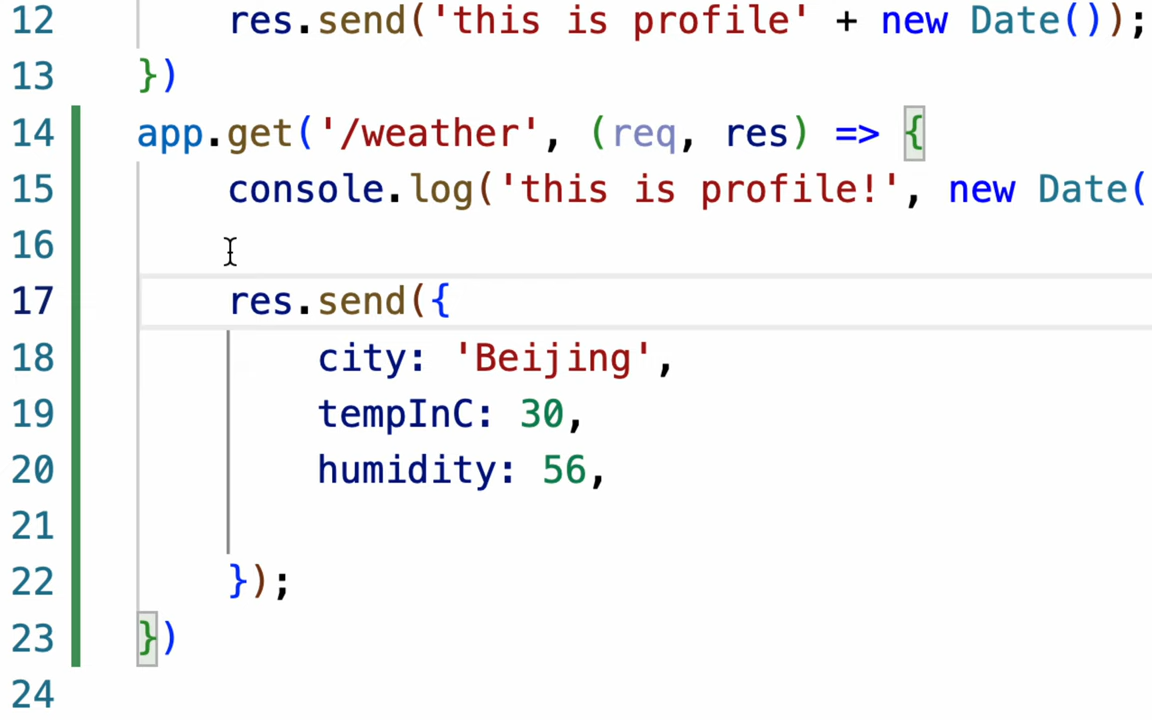 12 res.send('this is profile' + new Date());
13 })
14 app.get('/weather', (req, res) => {
15 console.log('this is profile!', new Date(
16
17 res.send({
18 city: 'Beijing',
19 tempInC: 30,
20 humidity: 56,
21
22 });
23 })
24